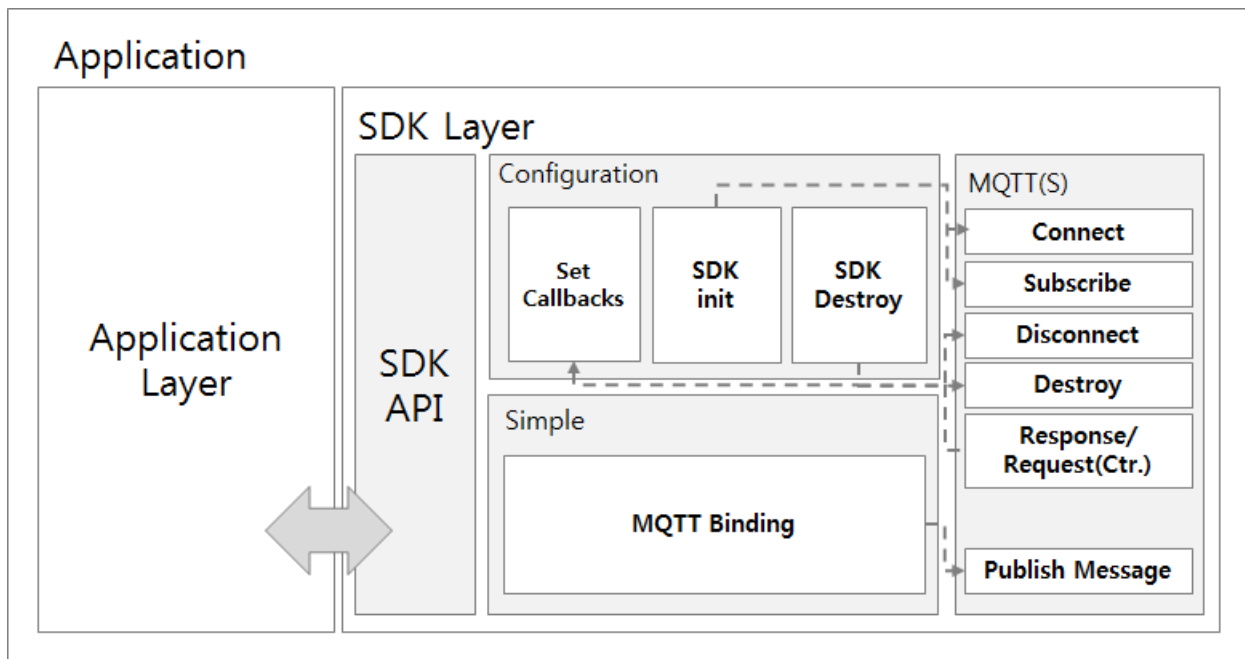 Application
Application
Layer
SDK Layer
SDK
API
Configuration
Set
Callbacks
SDK
init
SDK
Destroy
Simple
MQTT Binding
MQTT(S)
Connect
Subscribe
Disconnect
Destroy
Response/
Request(Ctr.)
Publish Message